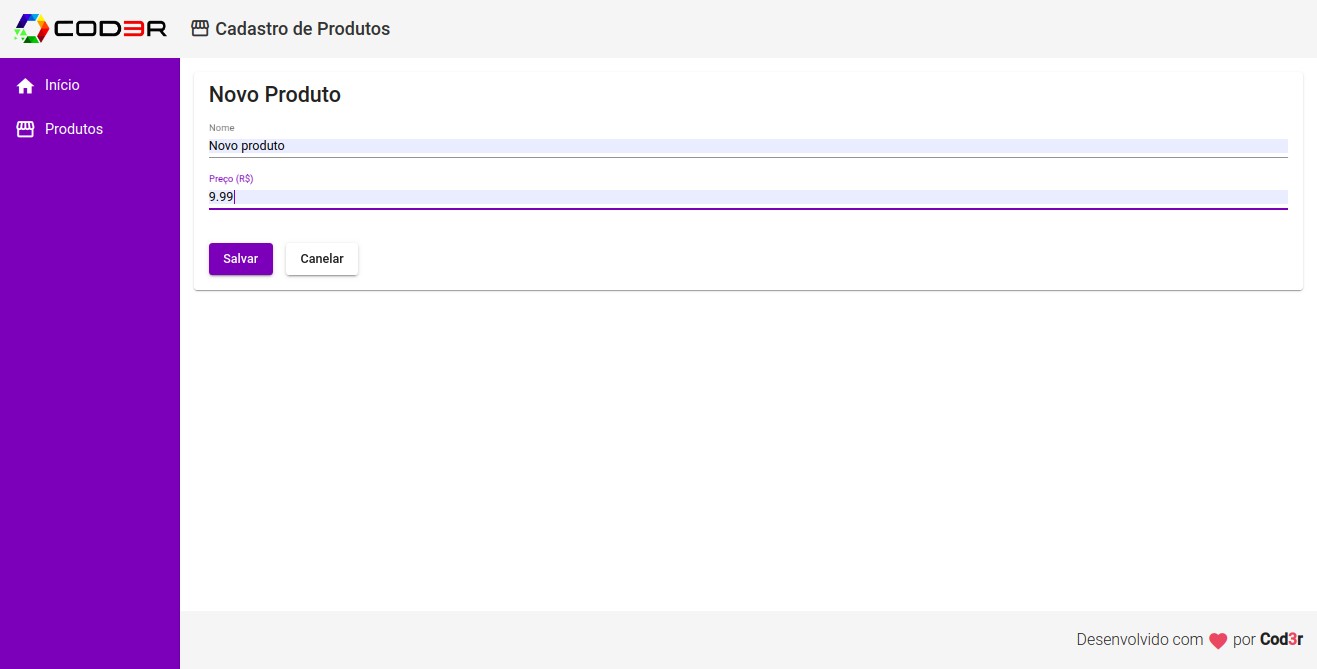 COD3R
Cadastro de Produtos
Início
Produtos
Novo Produto
Nome
Novo produto
Preço (R$)
9.99
Salvar
Canelar
Desenvolvido com por Cod3r